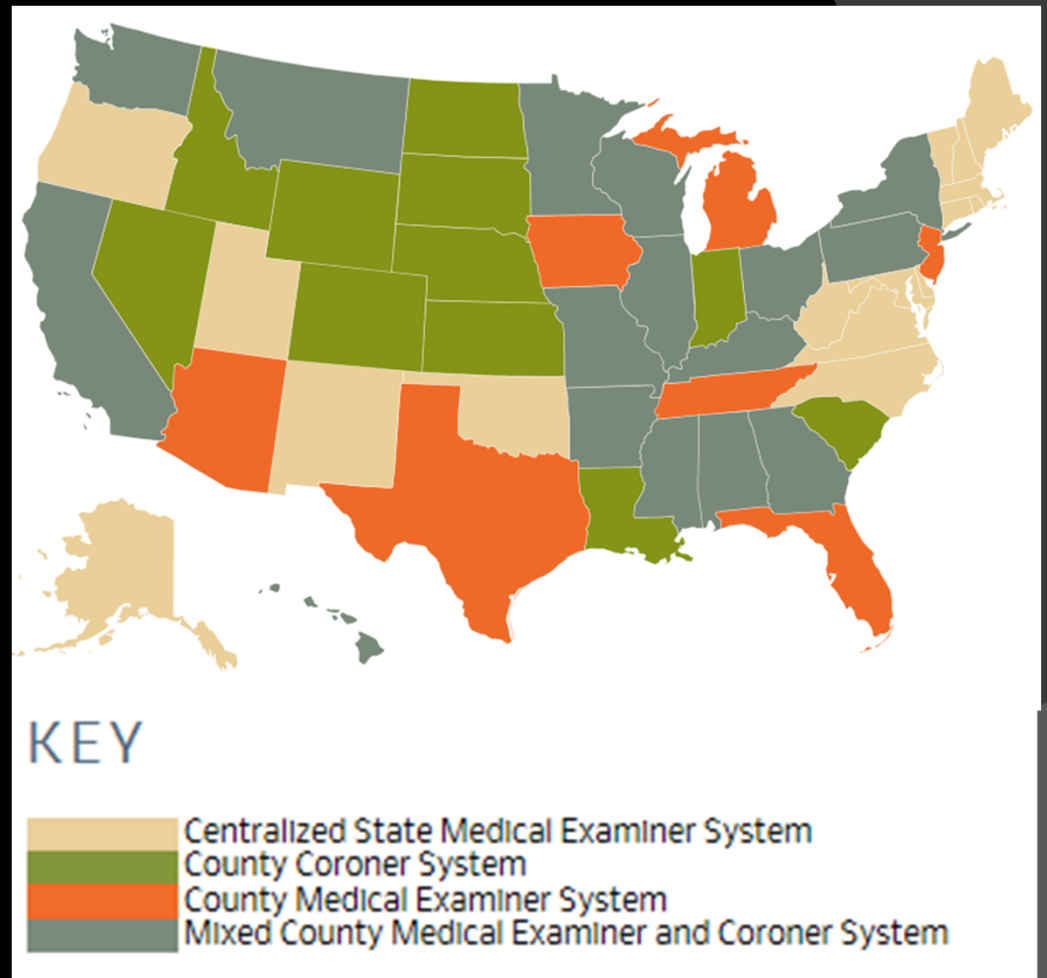 KEY
Centralized State Medical Examiner System
County Coroner System
County Medical Examiner System
Mixed County Medical Examiner and Coroner System